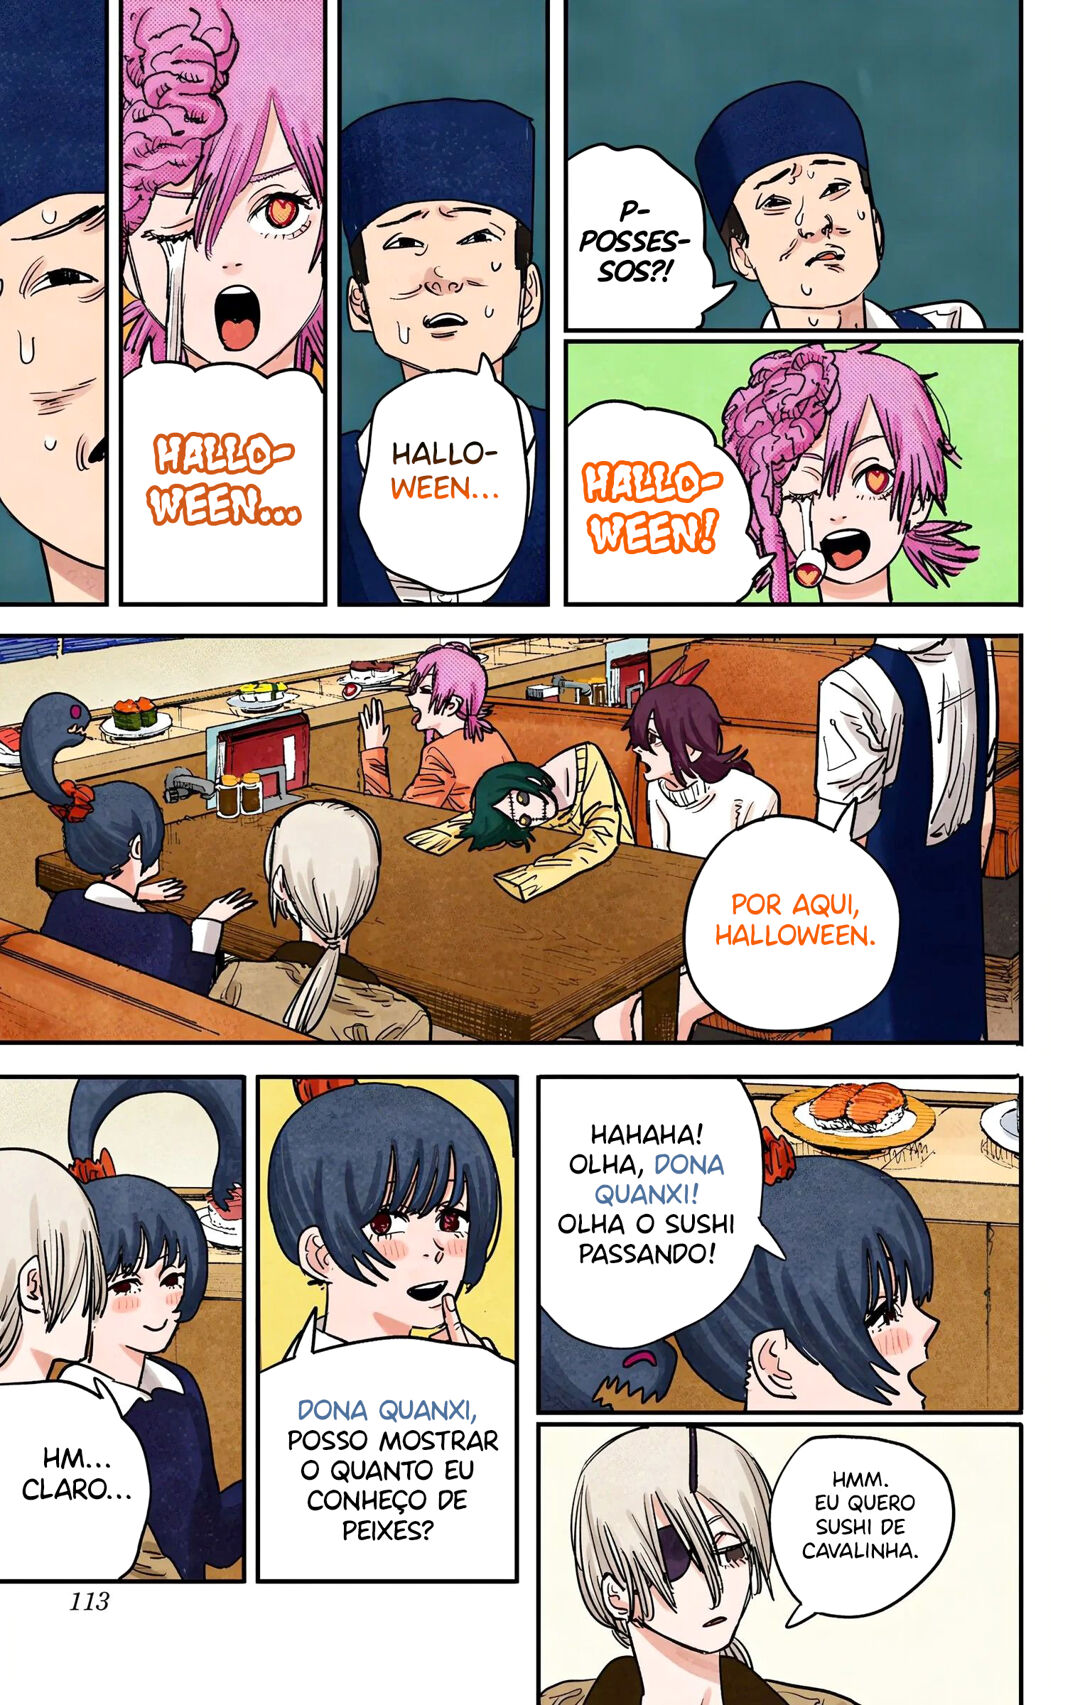 P-
POSSES-
SOS?!
HALLO-
WEEN!
HALLO-
WEEN...
HALLO-
WEEN...
POR AQUI,
HALLOWEEN.
HAHAHA!
OLHA, DONA
QUANXI!
OLHA O SUSHI
PASSANDO!
HMM.
EU QUERO
SUSHI DE
CAVALINHA.
DONA QUANXI,
POSSO MOSTRAR
O QUANTO EU
CONHEÇO DE
PEIXES?
HM...
CLARO...
113